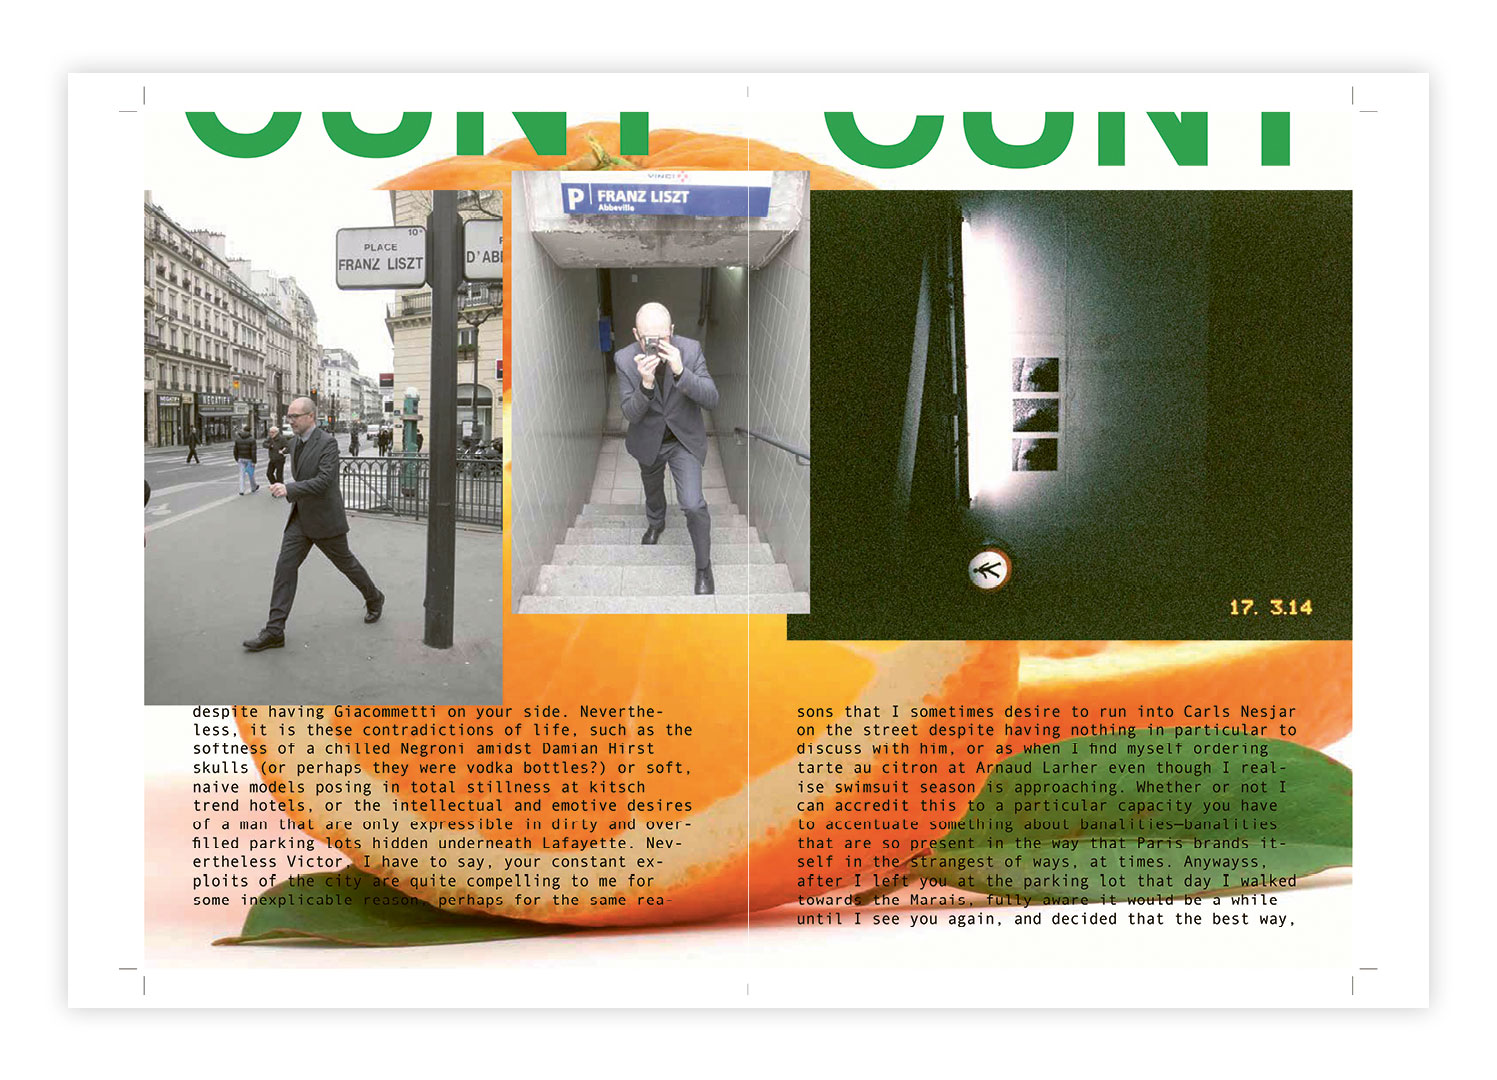 VINCI
P FRANZ LISZT
Abbeville
10e
PLACE
FRANZ LISZT
D'AB
NEGATIF
NEGATIF
17. 3.14
despite having Giacommetti on your side. Neverthe-
less, it is these contradictions of life, such as the
softness of a chilled Negroni amidst Damian Hirst
skulls (or perhaps they were vodka bottles?) or soft,
naive models posing in total stillness at kitsch
trend hotels, or the intellectual and emotive desires
of a man that are only expressible in dirty and over-
filled parking lots hidden underneath Lafayette. Nev-
ertheless Victor, I have to say, your constant ex-
ploits of the city are quite compelling to me for
some inexplicable reason, perhaps for the same rea-
sons that I sometimes desire to run into Carls Nesjar
on the street despite having nothing in particular to
discuss with him, or as when I find myself ordering
tarte au citron at Arnaud Larher even though I real-
ise swimsuit season is approaching. Whether or not I
can accredit this to a particular capacity you have
to accentuate something about banalities—banalities
that are so present in the way that Paris brands it-
self in the strangest of ways, at times. Anywayss,
after I left you at the parking lot that day I walked
towards the Marais, fully aware it would be a while
until I see you again, and decided that the best way,